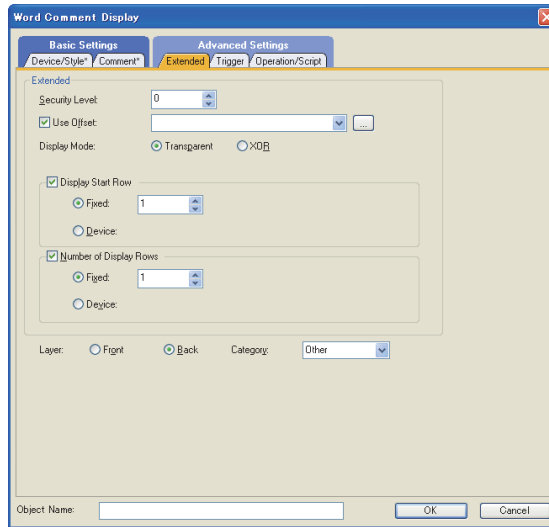 Word Comment Display
Basic Settings Advanced Settings
Device/Style* Comment* Extended Trigger Operation/Script
Extended
Security Level: 0
Use Offset: ...
Display Mode: Transparent XOR
Display Start Row
Fixed: 1
Device:
Number of Display Rows
Fixed: 1
Device:
Layer: Front Back Category: Other
Object Name: OK Cancel